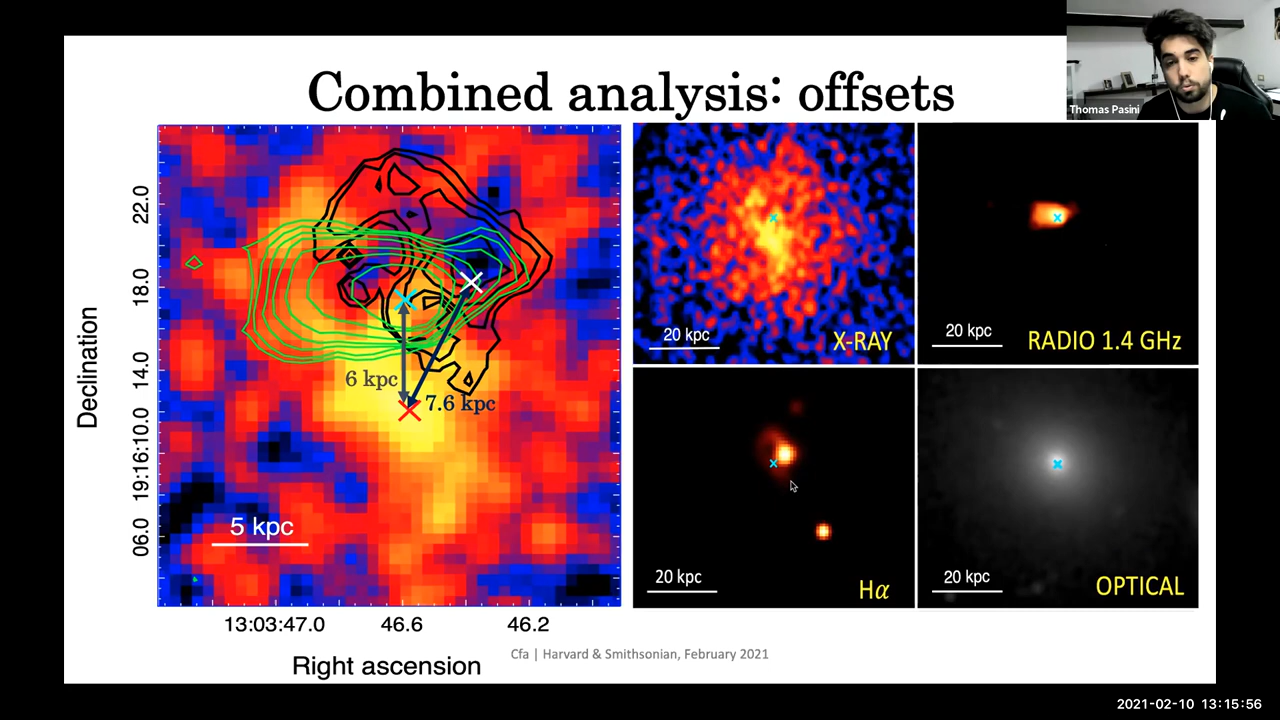 Combined analysis: offsets
Thomas Pasini
Declination
22.0
18.0
14.0
19:16:10.0
06.0
6 kpc
7.6 kpc
5 kpc
13:03:47.0
46.6
46.2
Right ascension
20 kpc
X-RAY
20 kpc
RADIO 1.4 GHz
20 kpc
Hα
20 kpc
OPTICAL
Cfa | Harvard & Smithsonian, February 2021
2021-02-10 13:15:56